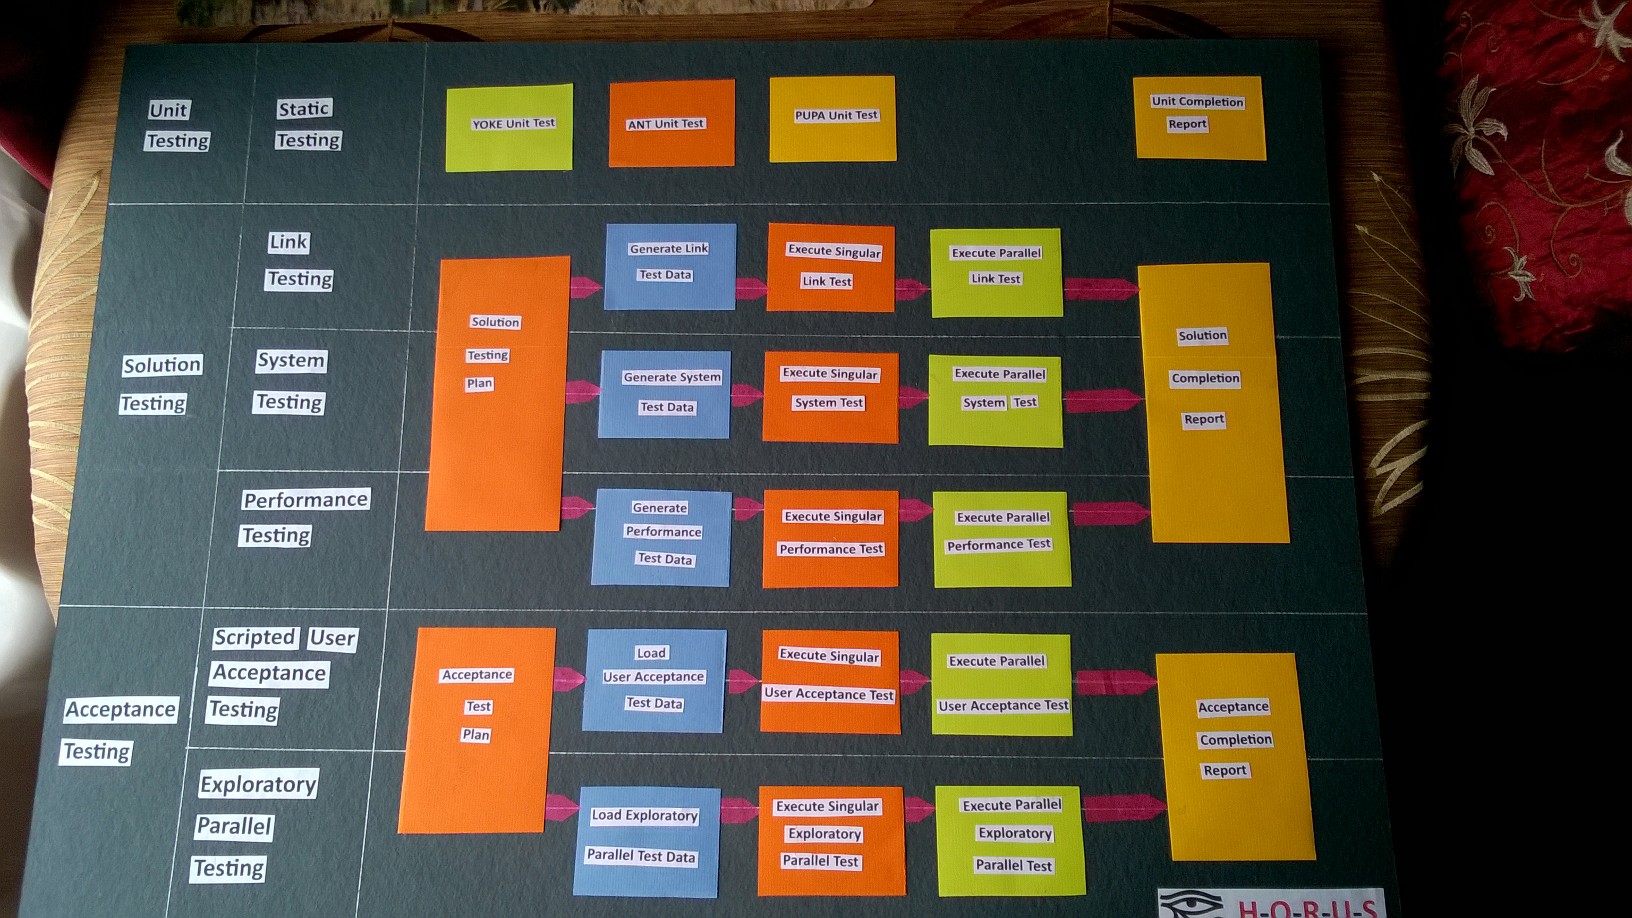 Unit
Testing
Static
Testing
YOKE Unit Test
ANT Unit Test
PUPA Unit Test
Unit Completion
Report
Solution
Testing
Link
Testing
System
Testing
Performance
Testing
Solution
Testing
Plan
Generate Link
Test Data
Execute Singular
Link Test
Execute Parallel
Link Test
Generate System
Test Data
Execute Singular
System Test
Execute Parallel
System Test
Generate
Performance
Test Data
Execute Singular
Performance Test
Execute Parallel
Performance Test
Solution
Completion
Report
Acceptance
Testing
Scripted User
Acceptance
Testing
Exploratory
Parallel
Testing
Acceptance
Test
Plan
Load
User Acceptance
Test Data
Execute Singular
User Acceptance Test
Execute Parallel
User Acceptance Test
Load Exploratory
Parallel Test Data
Execute Singular
Exploratory
Parallel Test
Execute Parallel
Exploratory
Parallel Test
Acceptance
Completion
Report
H-O-R-U-S